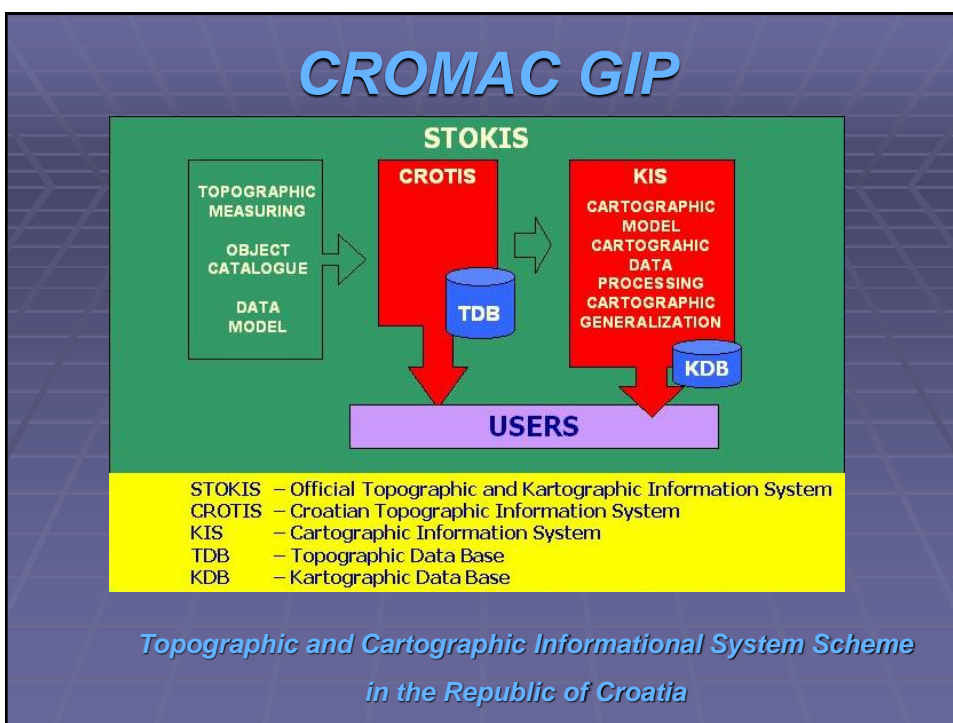 CROMAC GIP
STOKIS
TOPOGRAPHIC
MEASURING
OBJECT
CATALOGUE
DATA
MODEL
CROTIS
TDB
KIS
CARTOGRAPHIC
MODEL
CARTOGRAHIC
DATA
PROCESSING
CARTOGRAPHIC
GENERALIZATION
KDB
USERS
STOKIS – Official Topographic and Kartographic Information System
CROTIS – Croatian Topographic Information System
KIS – Cartographic Information System
TDB – Topographic Data Base
KDB – Kartographic Data Base
Topographic and Cartographic Informational System Scheme
in the Republic of Croatia